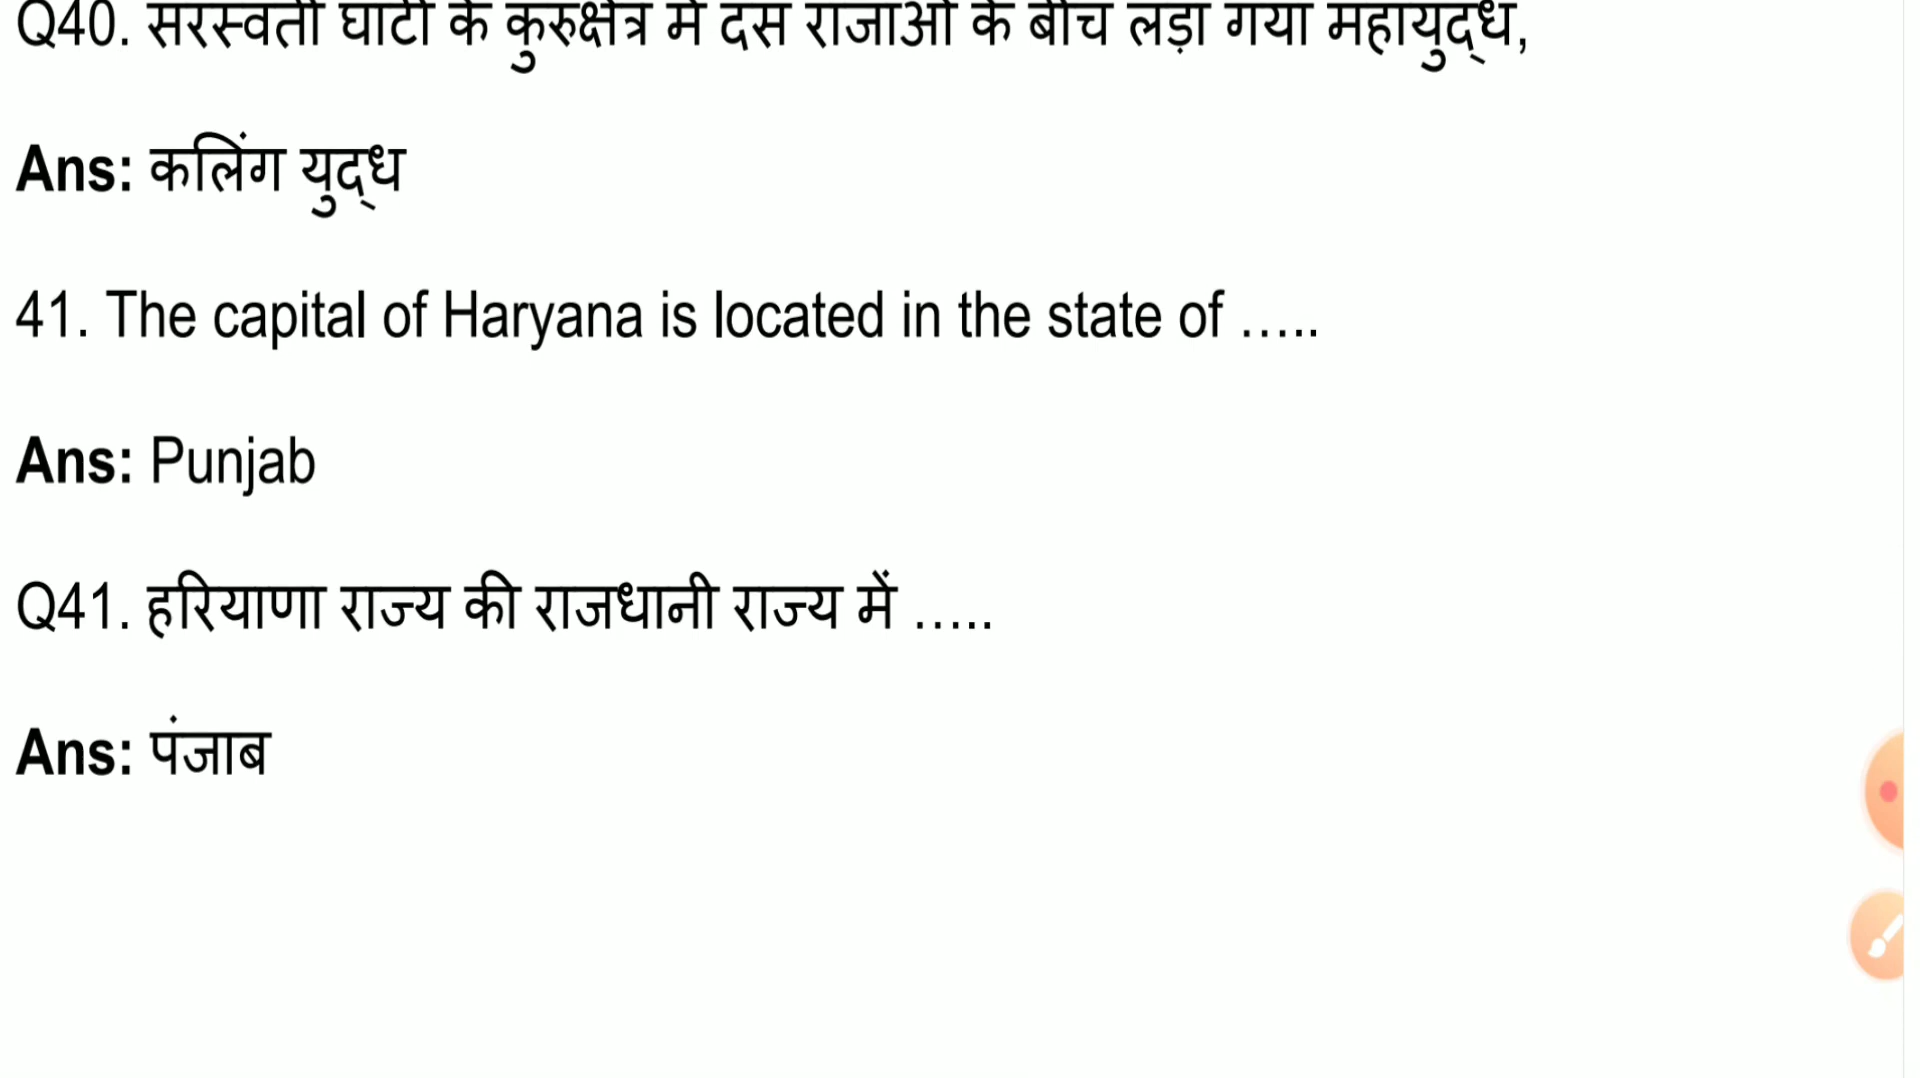 Q40. सरस्वती घाटी के कुरुक्षेत्र में दस राजाओं के बीच लड़ा गया महायुद्ध,
Ans: कलिंग युद्ध
41. The capital of Haryana is located in the state of …..
Ans: Punjab
Q41. हरियाणा राज्य की राजधानी राज्य में …..
Ans: पंजाब